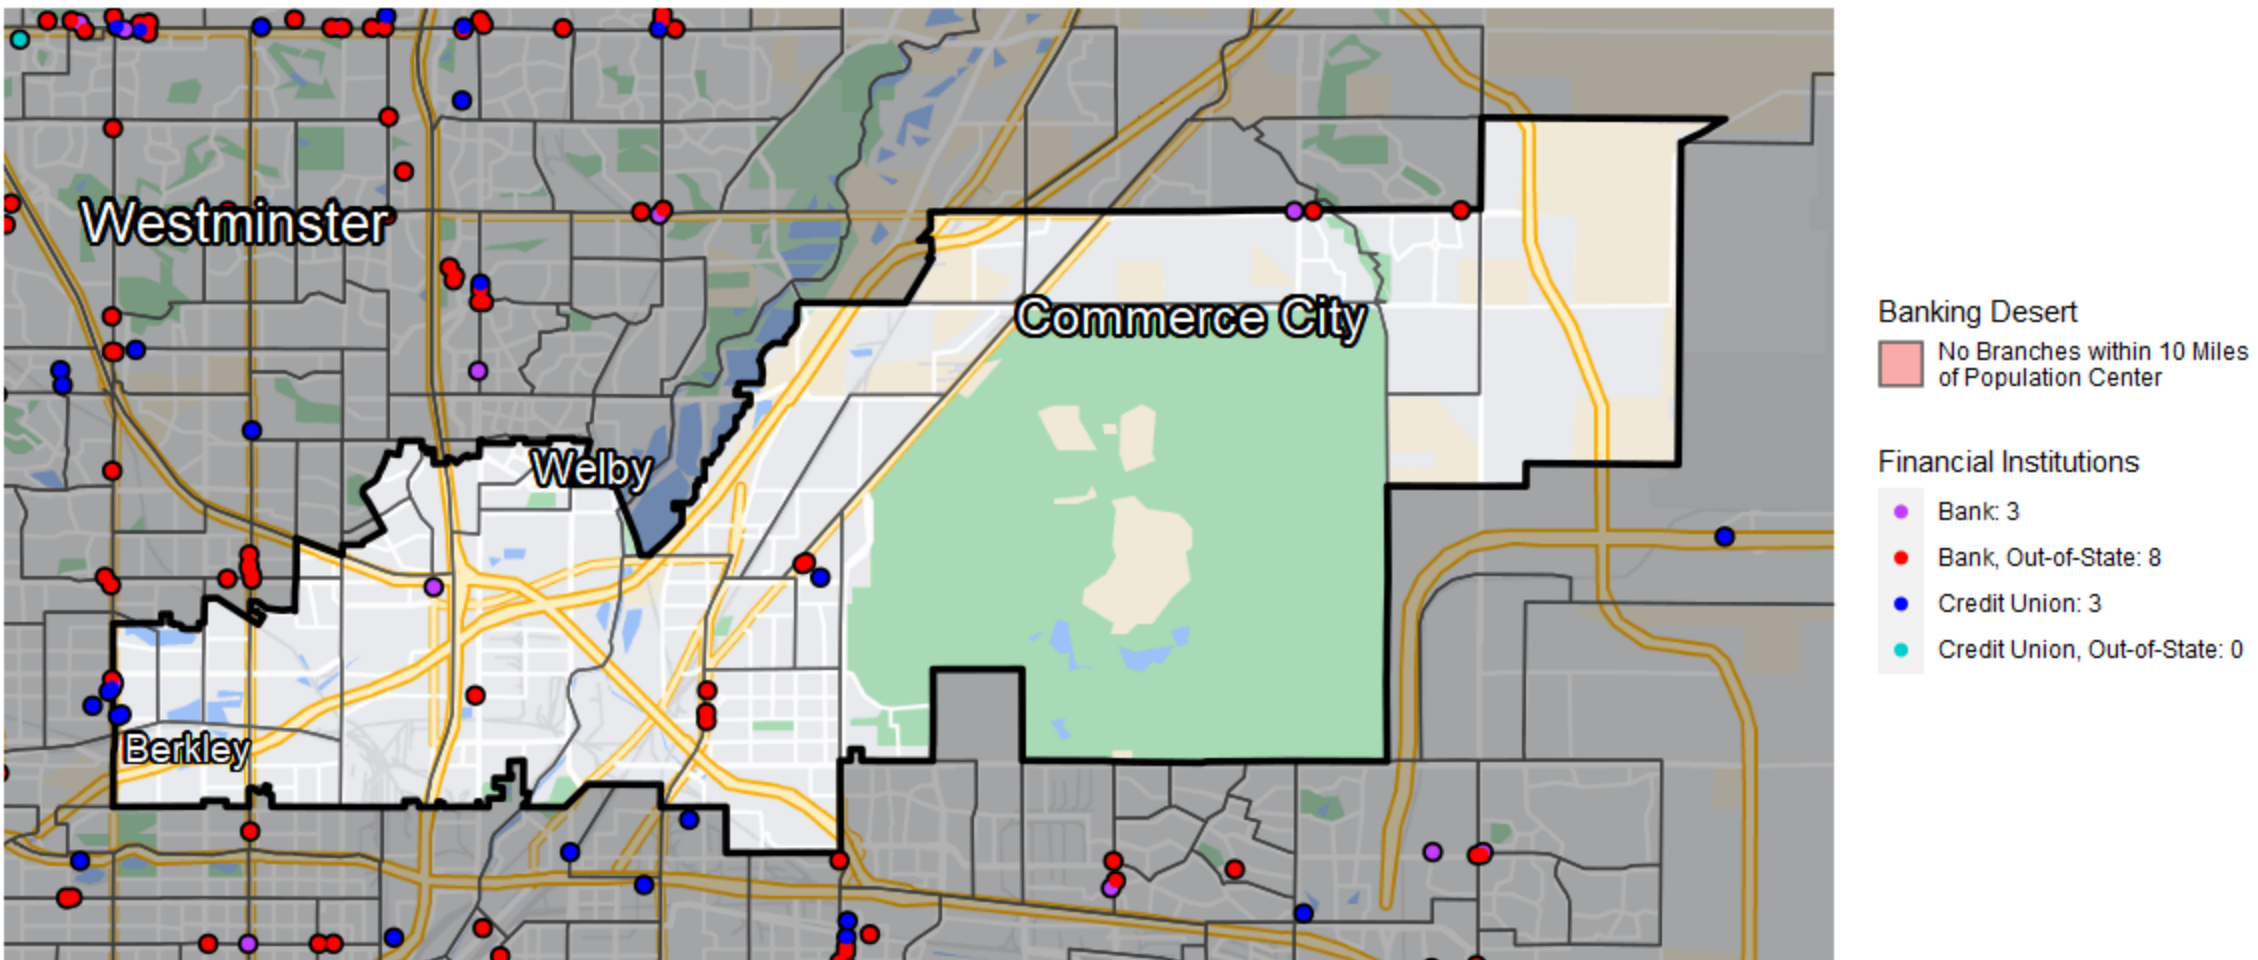 Westminster
Commerce City
Welby
Berkley
Banking Desert
No Branches within 10 Miles
of Population Center
Financial Institutions
Bank: 3
Bank, Out-of-State: 8
Credit Union: 3
Credit Union, Out-of-State: 0